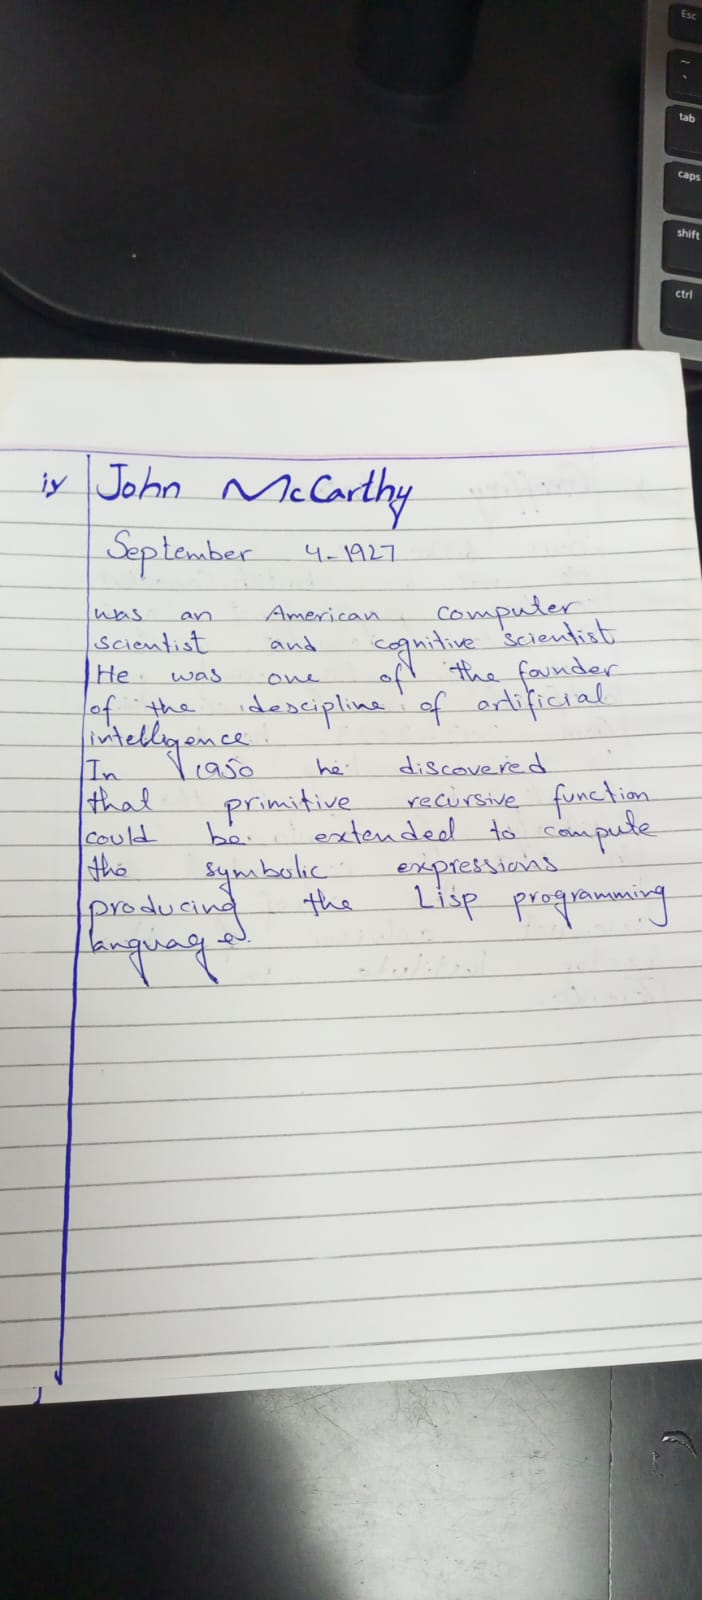 Esc
~
`
tab
caps
shift
ctrl
iv John McCarthy
September 4-1927
was an American computer
scientist and cognitive scientist
He was one of the founder
of the descipline of artificial
intelligence.
In 1950 he discovered
that primitive recursive function
could be extended to compute
the symbolic expressions
producing the Lisp programming
language.